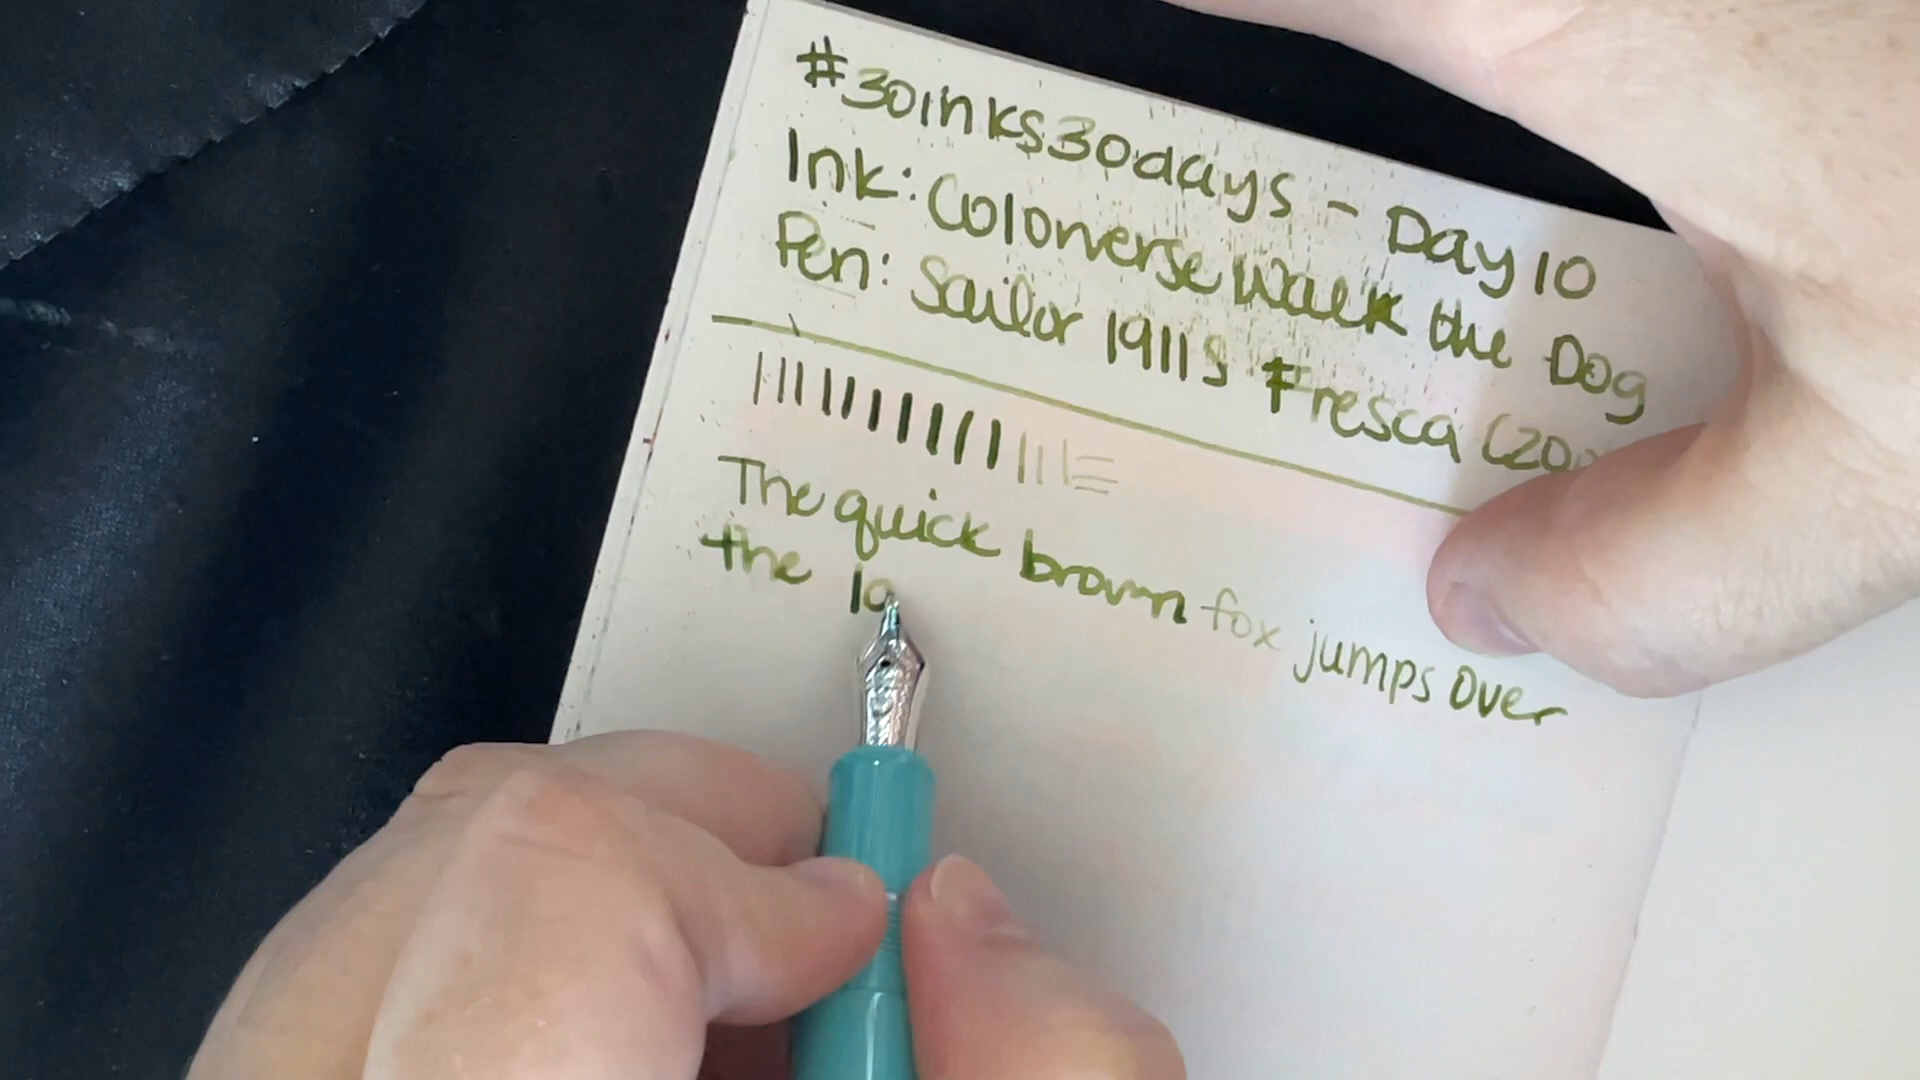 #30inks30days - Day 10
Ink: Colorverse Walk the Dog
Pen: Sailor 1911s Fresca (20
The quick brown fox jumps over
the la